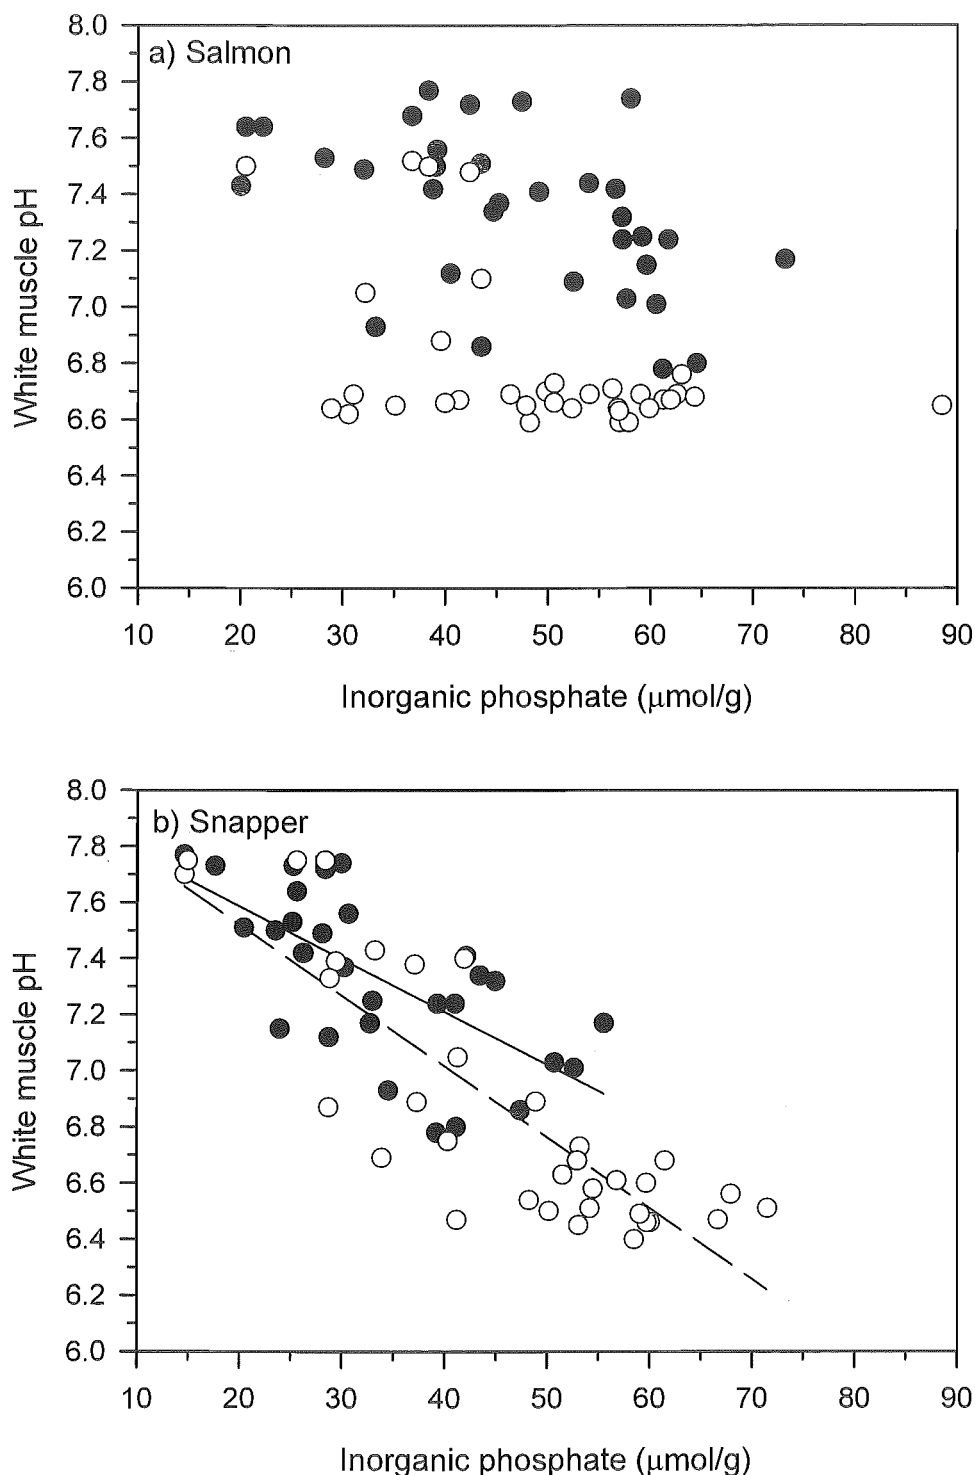 a) Salmon
8.0
7.8
7.6
7.4
7.2
7.0
6.8
6.6
6.4
6.2
6.0
White muscle pH
10 20 30 40 50 60 70 80 90
Inorganic phosphate (μmol/g)
b) Snapper
8.0
7.8
7.6
7.4
7.2
7.0
6.8
6.6
6.4
6.2
6.0
White muscle pH
10 20 30 40 50 60 70 80 90
Inorganic phosphate (μmol/g)